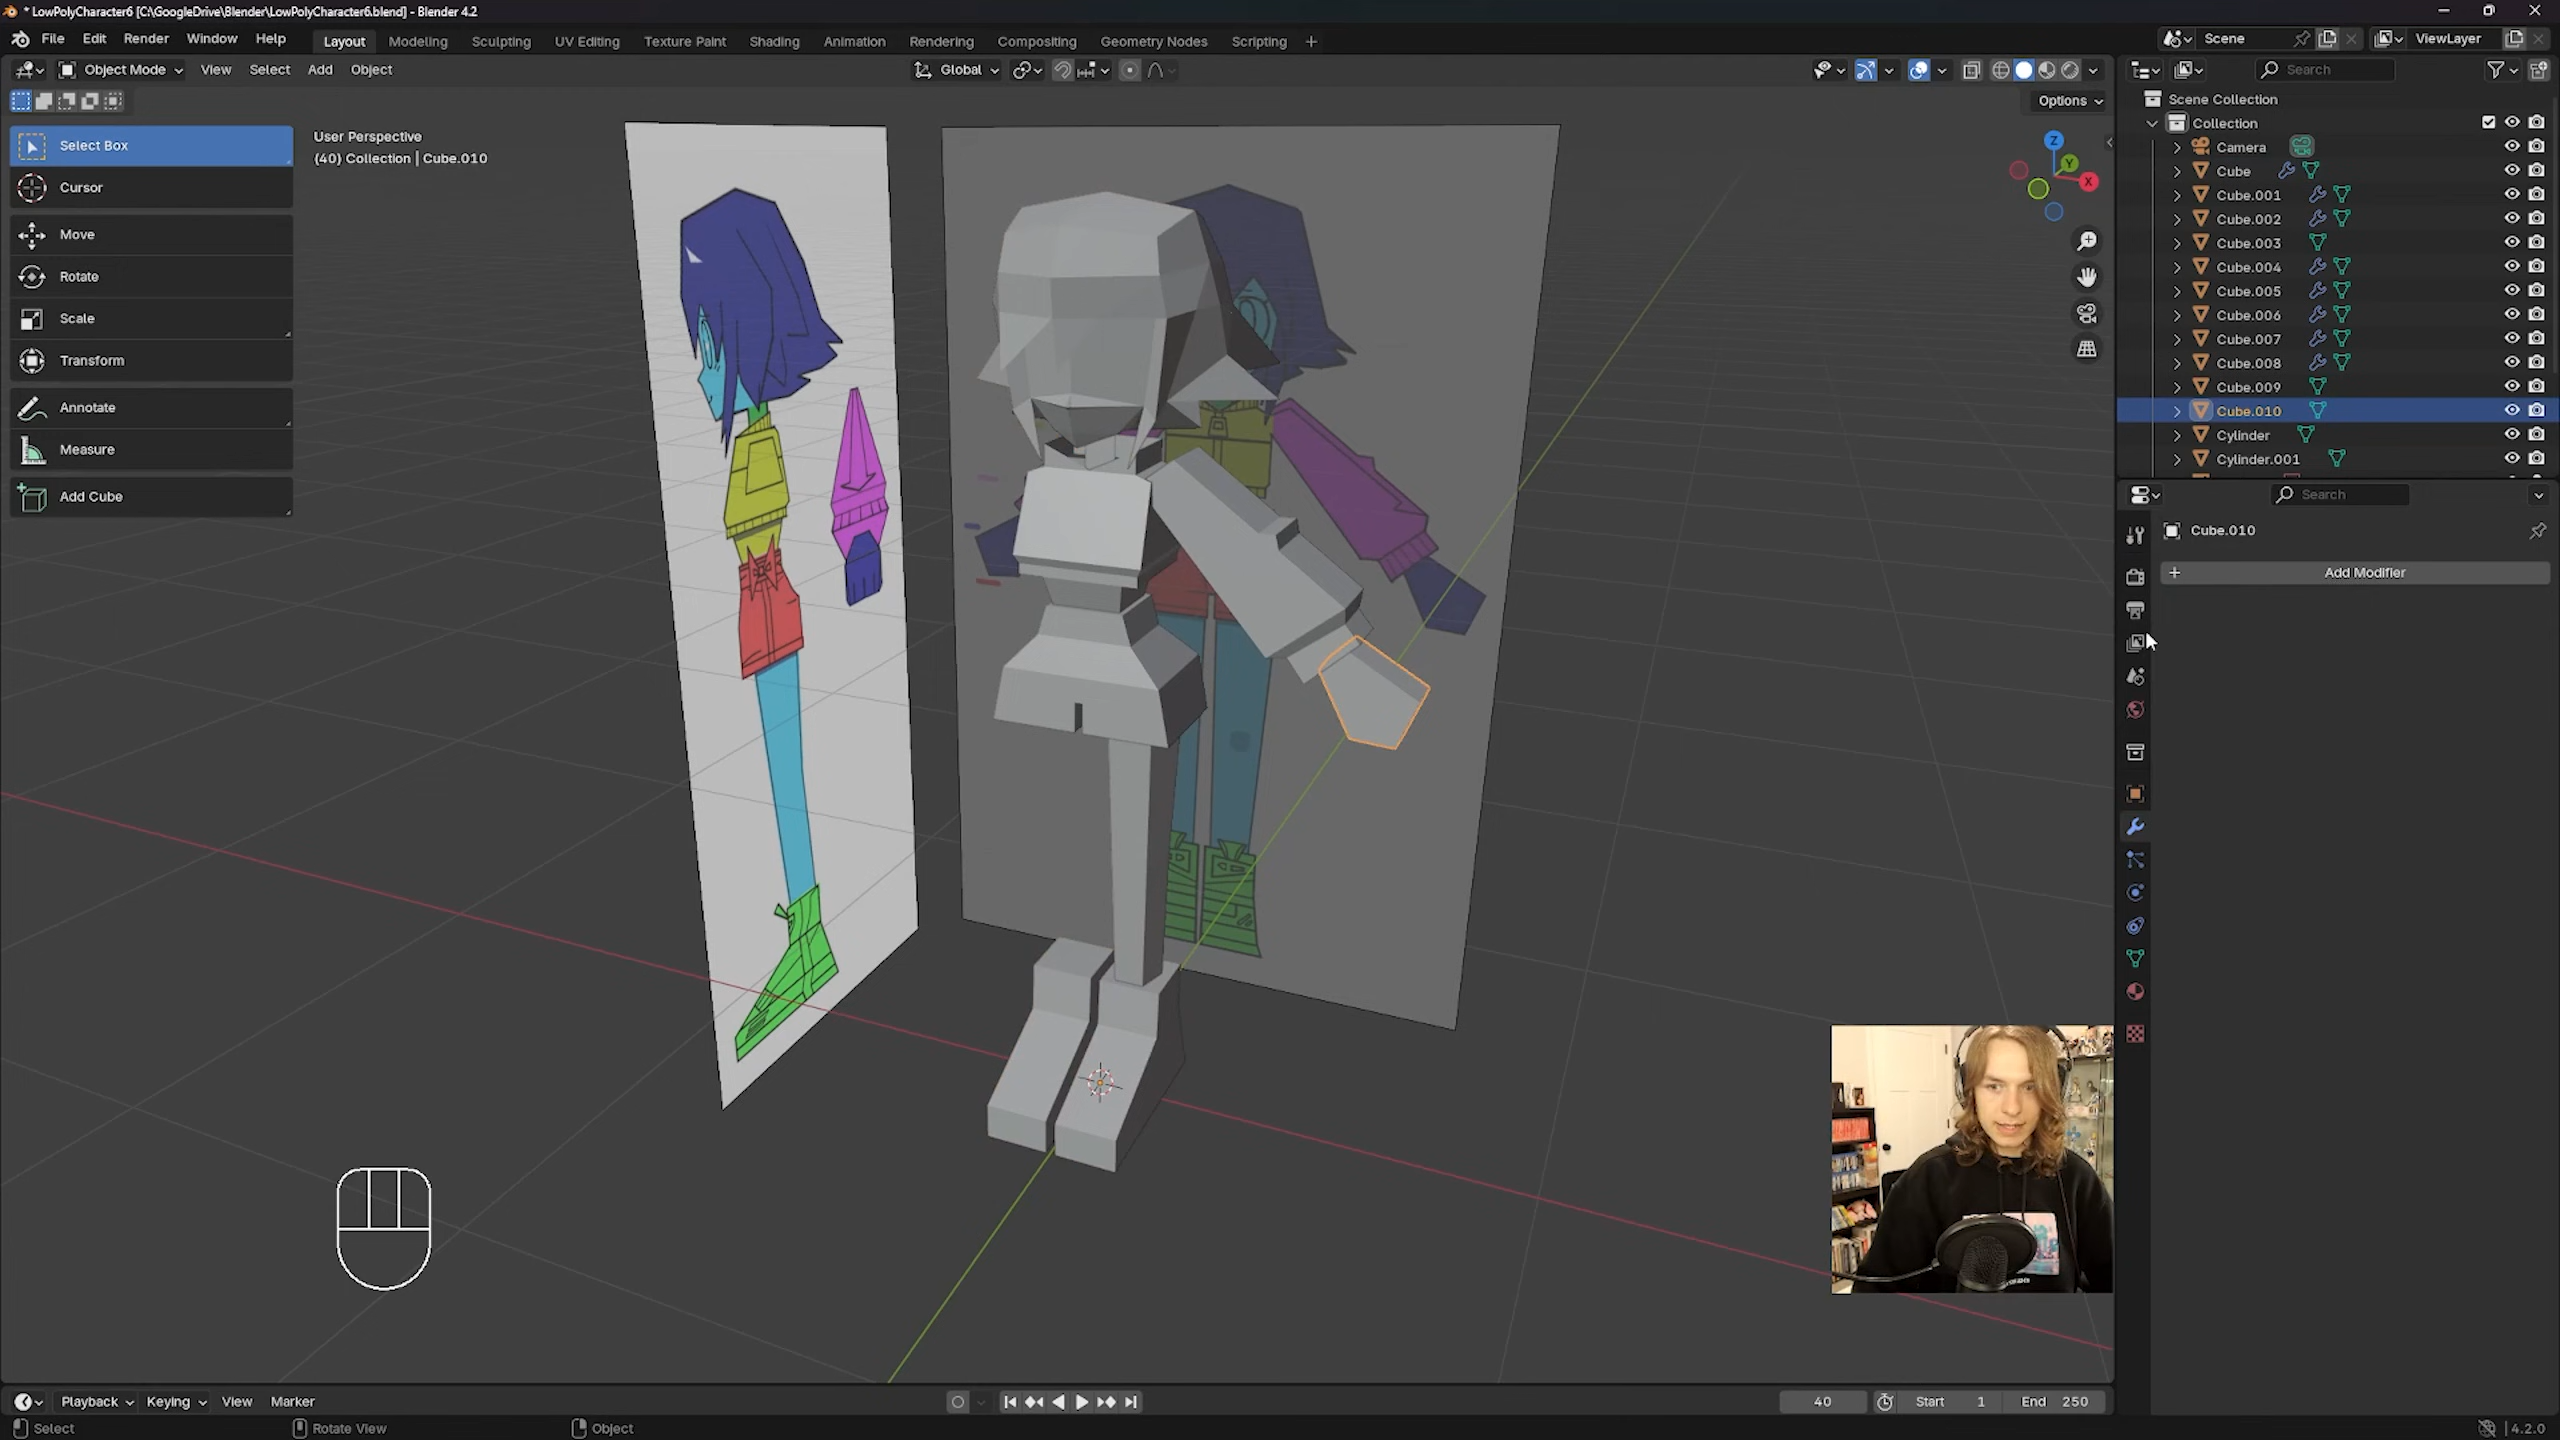 * LowPolyCharacter6 [C:\GoogleDrive\Blender\LowPolyCharacter6.blend] - Blender 4.2
File Edit Render Window Help
Layout Modeling Sculpting UV Editing Texture Paint Shading Animation Rendering Compositing Geometry Nodes Scripting +
Scene
ViewLayer
Object Mode View Select Add Object
Global
Search
Options
Select Box
Cursor
Move
Rotate
Scale
Transform
Annotate
Measure
Add Cube
User Perspective
(40) Collection | Cube.010
Z
Y
X
Scene Collection
Collection
Camera
Cube
Cube.001
Cube.002
Cube.003
Cube.004
Cube.005
Cube.006
Cube.007
Cube.008
Cube.009
Cube.010
Cylinder
Cylinder.001
Search
Cube.010
+ Add Modifier
Playback Keying View Marker
40 Start 1 End 250
Select Rotate View Object
4.2.0